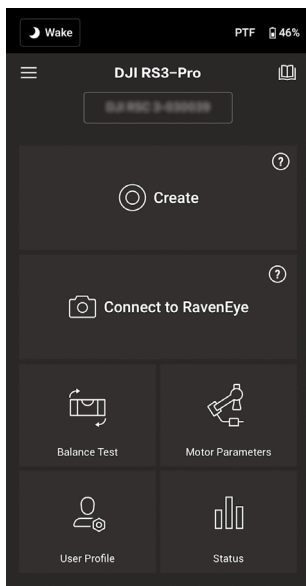 Wake
PTF 46%
DJI RS3-Pro
?
Create
?
Connect to RavenEye
Balance Test
Motor Parameters
User Profile
Status